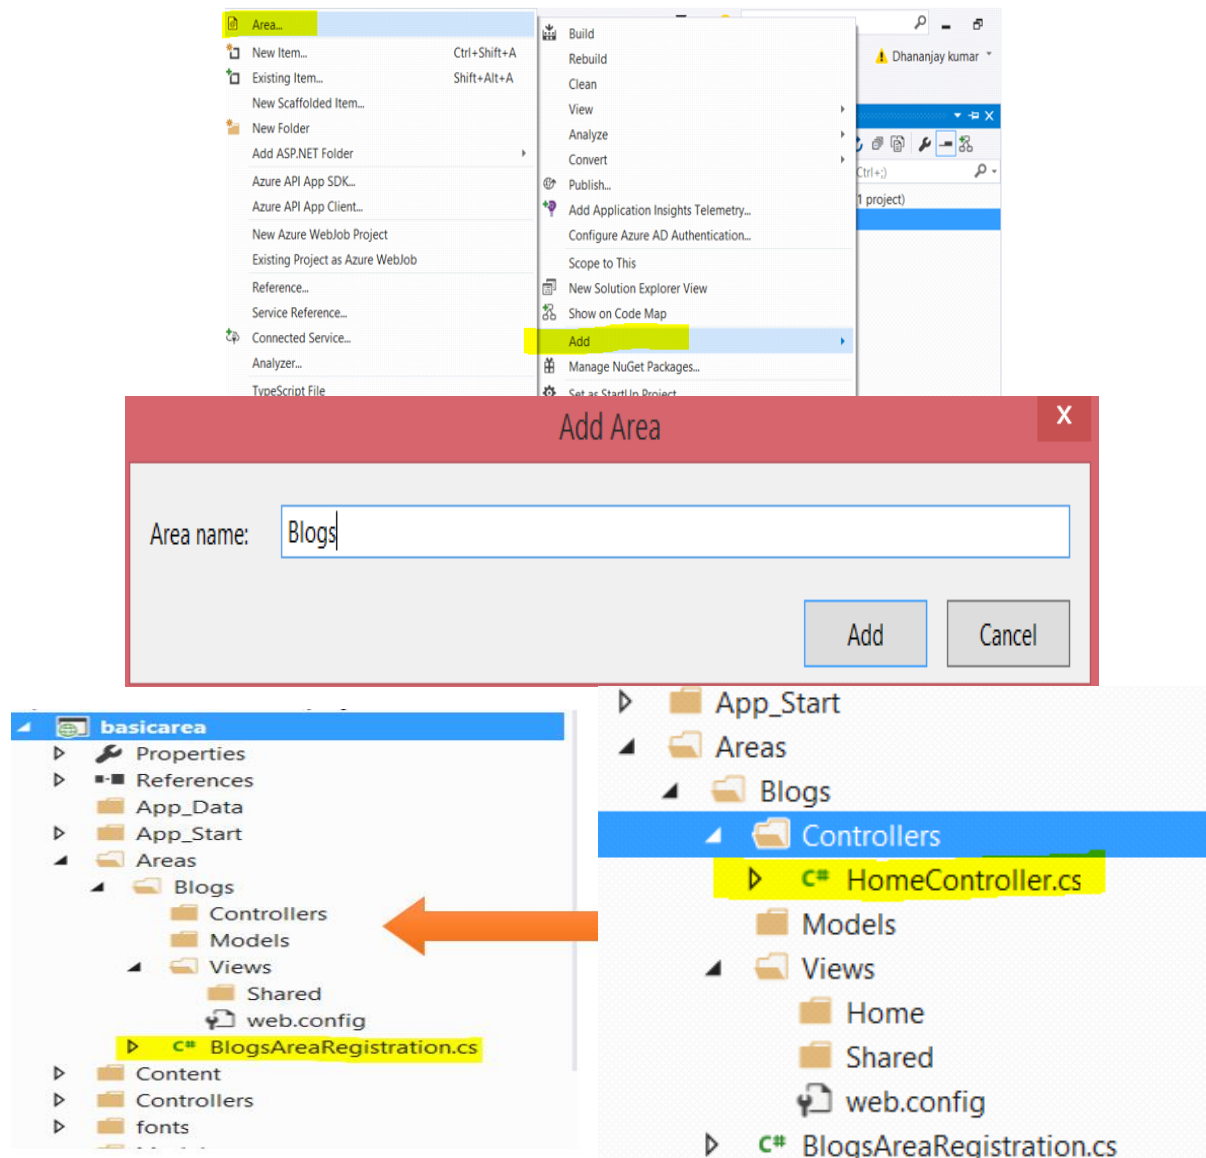 Area...
New Item... Ctrl+Shift+A
Existing Item... Shift+Alt+A
New Scaffolded Item...
New Folder
Add ASP.NET Folder
Azure API App SDK...
Azure API App Client...
New Azure WebJob Project
Existing Project as Azure WebJob
Reference...
Service Reference...
Connected Service...
Analyzer...
TypeScript File
Build
Rebuild
Clean
View
Analyze
Convert
Publish...
Add Application Insights Telemetry...
Configure Azure AD Authentication...
Scope to This
New Solution Explorer View
Show on Code Map
Add
Manage NuGet Packages...
Set as StartUp Project
Dhananjay kumar
Ctrl+;)
1 project)
Add Area
X
Area name: Blogs
Add Cancel
basicarea
Properties
References
App_Data
App_Start
Areas
Blogs
Controllers
Models
Views
Shared
web.config
C# BlogsAreaRegistration.cs
Content
Controllers
fonts
App_Start
Areas
Blogs
Controllers
C# HomeController.cs
Models
Views
Home
Shared
web.config
C# BlogsAreaRegistration.cs